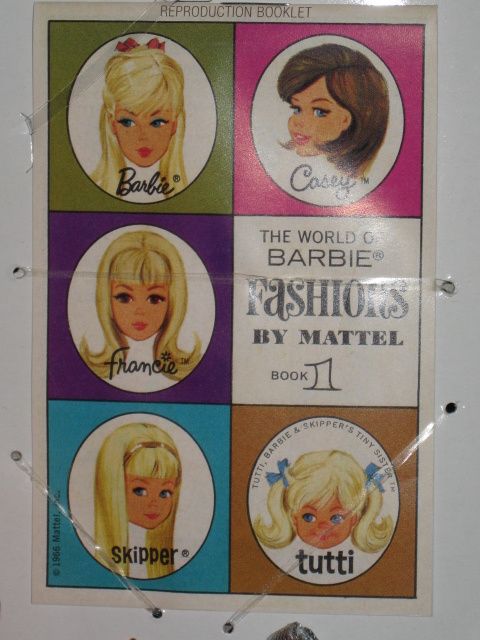 REPRODUCTION BOOKLET
Barbie®
Casey™
THE WORLD OF
BARBIE®
FASHIONS
BY MATTEL
BOOK 1
Francie™
Skipper®
TUTTI, BARBIE & SKIPPER'S TINY SISTER™
tutti
© 1966 Mattel, Inc.